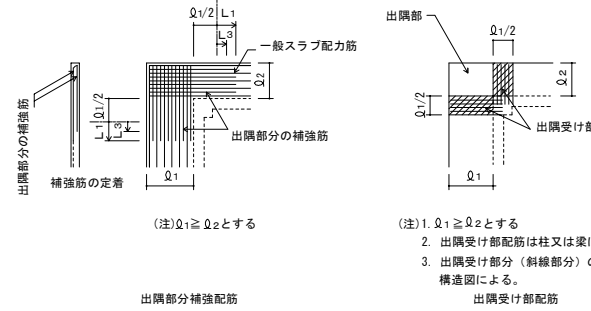 ℓ1/2
L1
L3
一般スラブ配力筋
ℓ2
出隅部分の補強筋
ℓ1/2
L1
L3
出隅部分の補強筋
補強筋の定着
ℓ1
(注)ℓ1≧ℓ2とする
出隅部分補強配筋
出隅部
ℓ1/2
ℓ2
ℓ1/2
出隅受け部
ℓ1
(注)1. ℓ1≧ℓ2とする
2. 出隅受け部配筋は柱又は梁に
3. 出隅受け部分（斜線部分）の
構造図による。
出隅受け部配筋